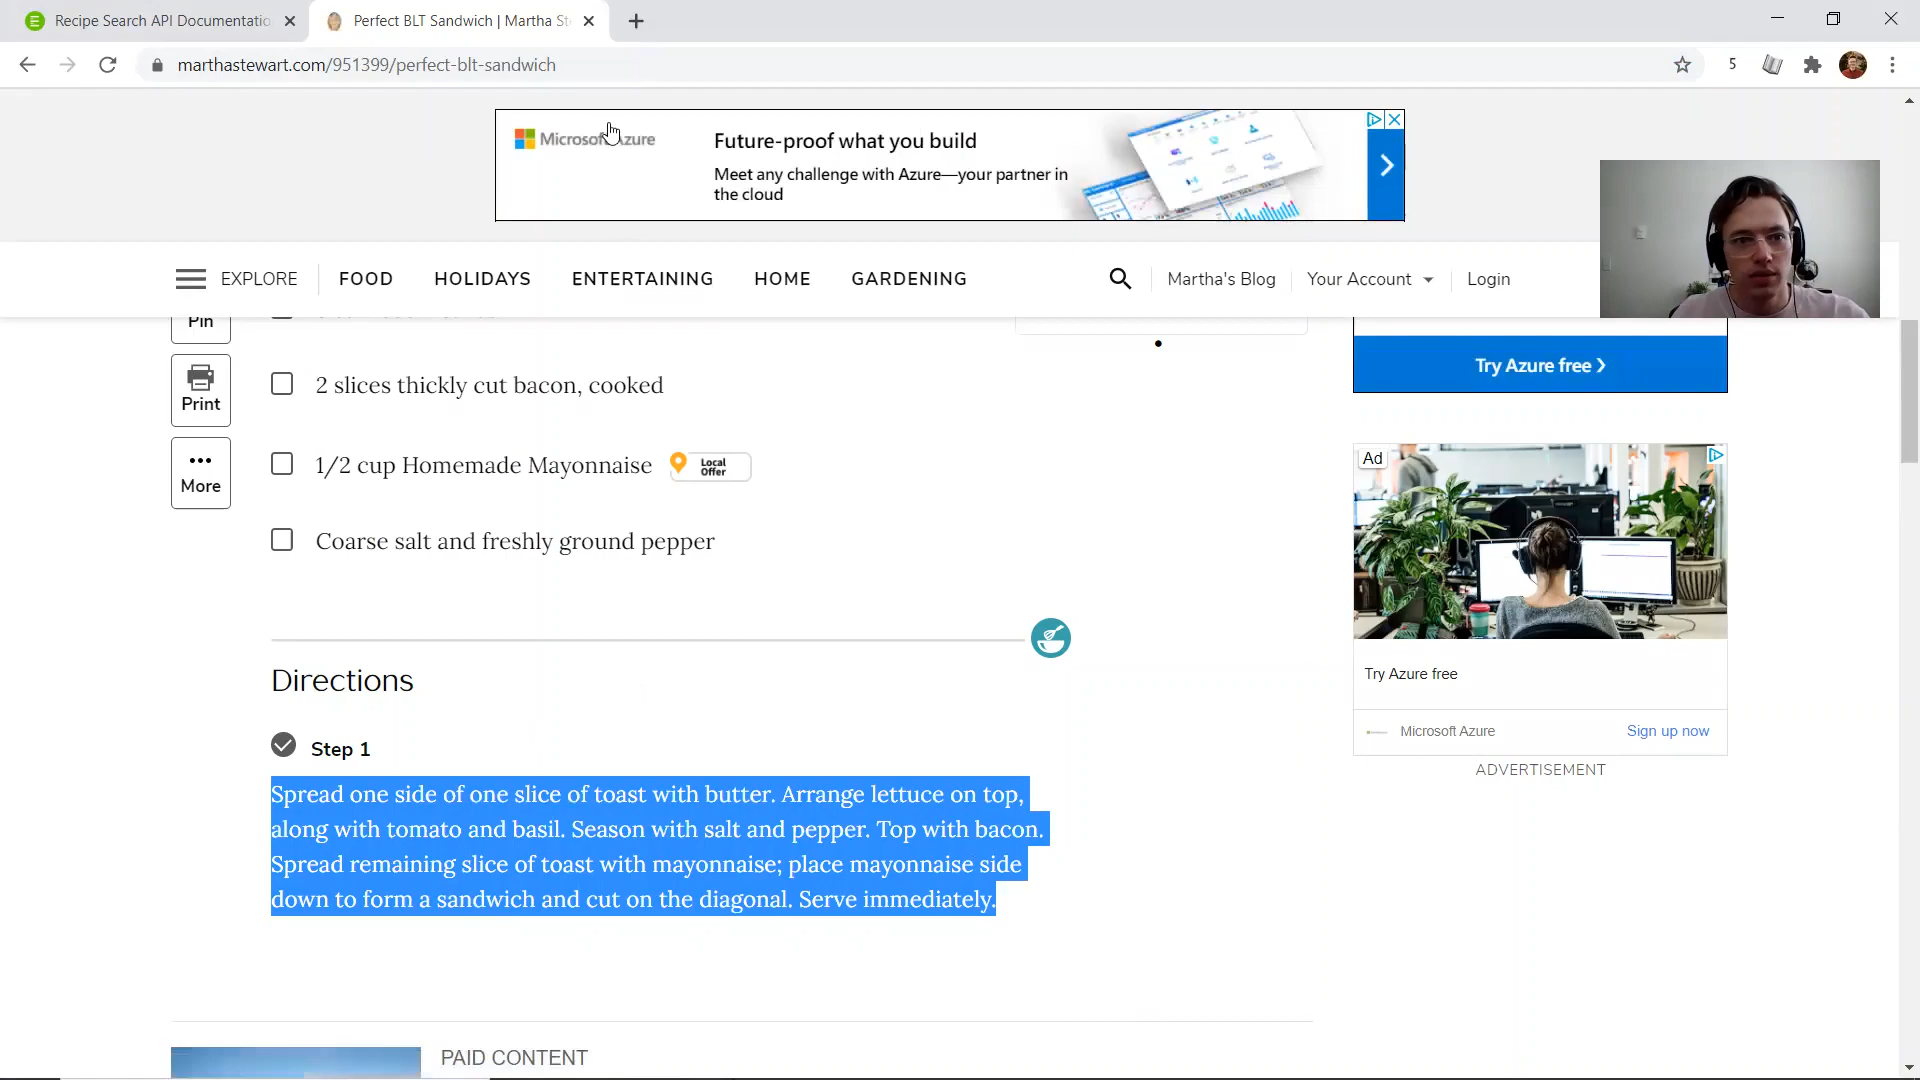 Recipe Search API Documentatio
Perfect BLT Sandwich | Martha St
marthastewart.com/951399/perfect-blt-sandwich
5
Microsoft Azure
Future-proof what you build
Meet any challenge with Azure—your partner in
the cloud
EXPLORE
FOOD
HOLIDAYS
ENTERTAINING
HOME
GARDENING
Martha's Blog
Your Account
Login
Pin
Print
More
2 slices thickly cut bacon, cooked
1/2 cup Homemade Mayonnaise
Local
Offer
Coarse salt and freshly ground pepper
Try Azure free
Ad
Try Azure free
Microsoft Azure
Sign up now
ADVERTISEMENT
Directions
Step 1
Spread one side of one slice of toast with butter. Arrange lettuce on top,
along with tomato and basil. Season with salt and pepper. Top with bacon.
Spread remaining slice of toast with mayonnaise; place mayonnaise side
down to form a sandwich and cut on the diagonal. Serve immediately.
PAID CONTENT